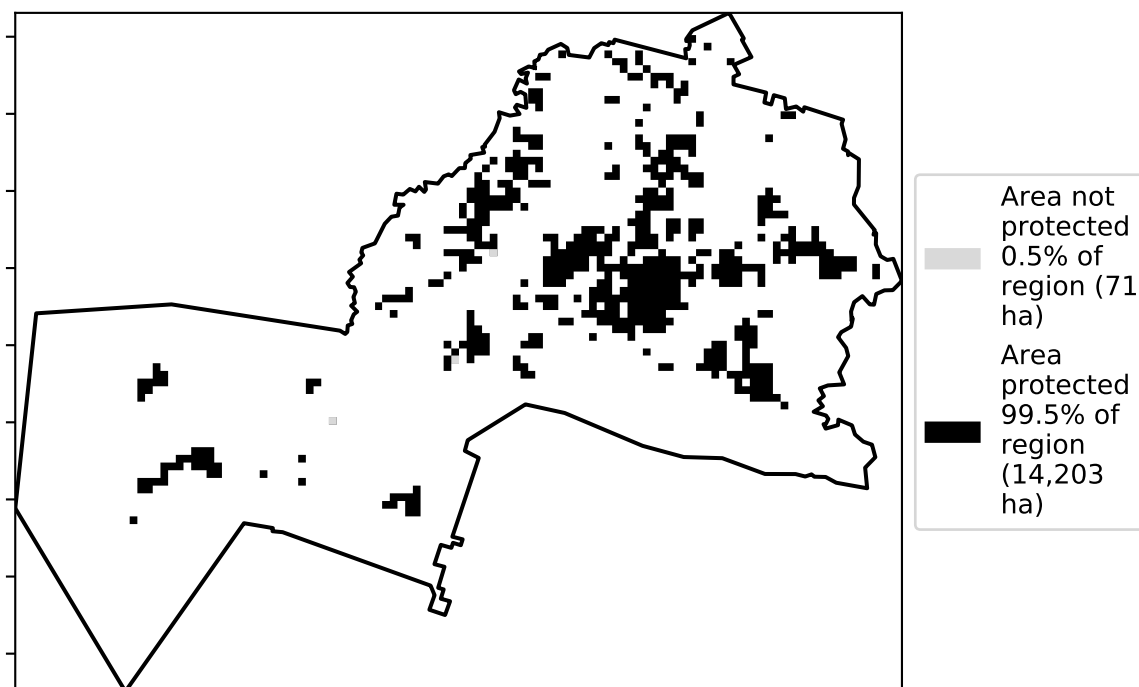 Area not
protected
0.5% of
region (71
ha)
Area
protected
99.5% of
region
(14,203
ha)